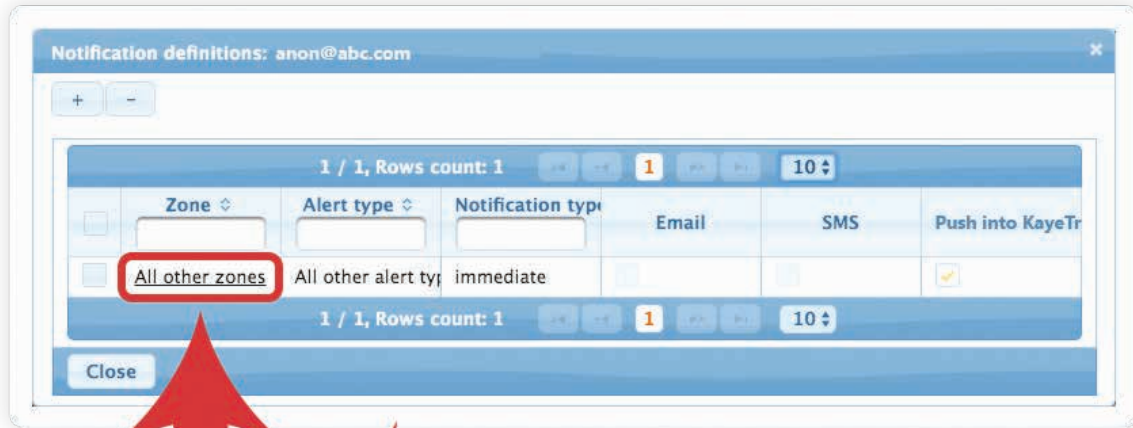 Notification definitions: anon@abc.com ×
+ -
1 / 1, Rows count: 1 1 10
Zone Alert type Notification type Email SMS Push into KayeTr
All other zones All other alert typ immediate
1 / 1, Rows count: 1 1 10
Close